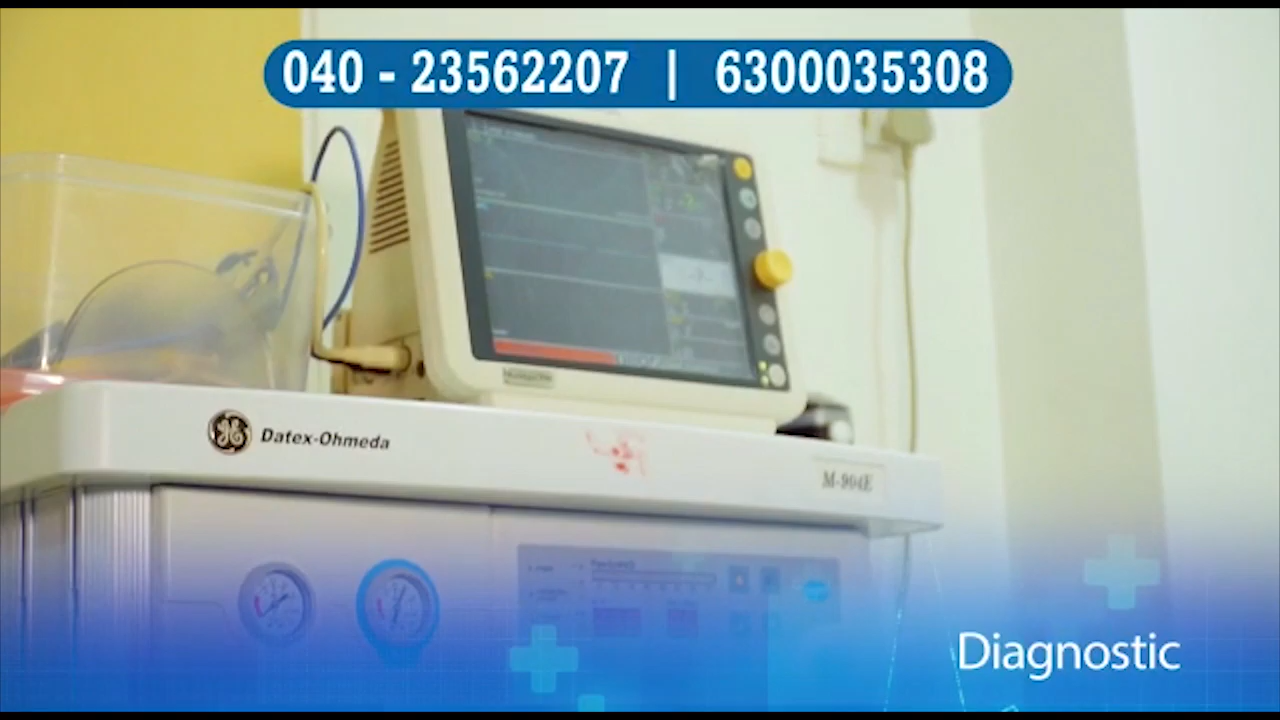 040 - 23562207 | 6300035308
Datex-Ohmeda
M-904E
Diagnostic